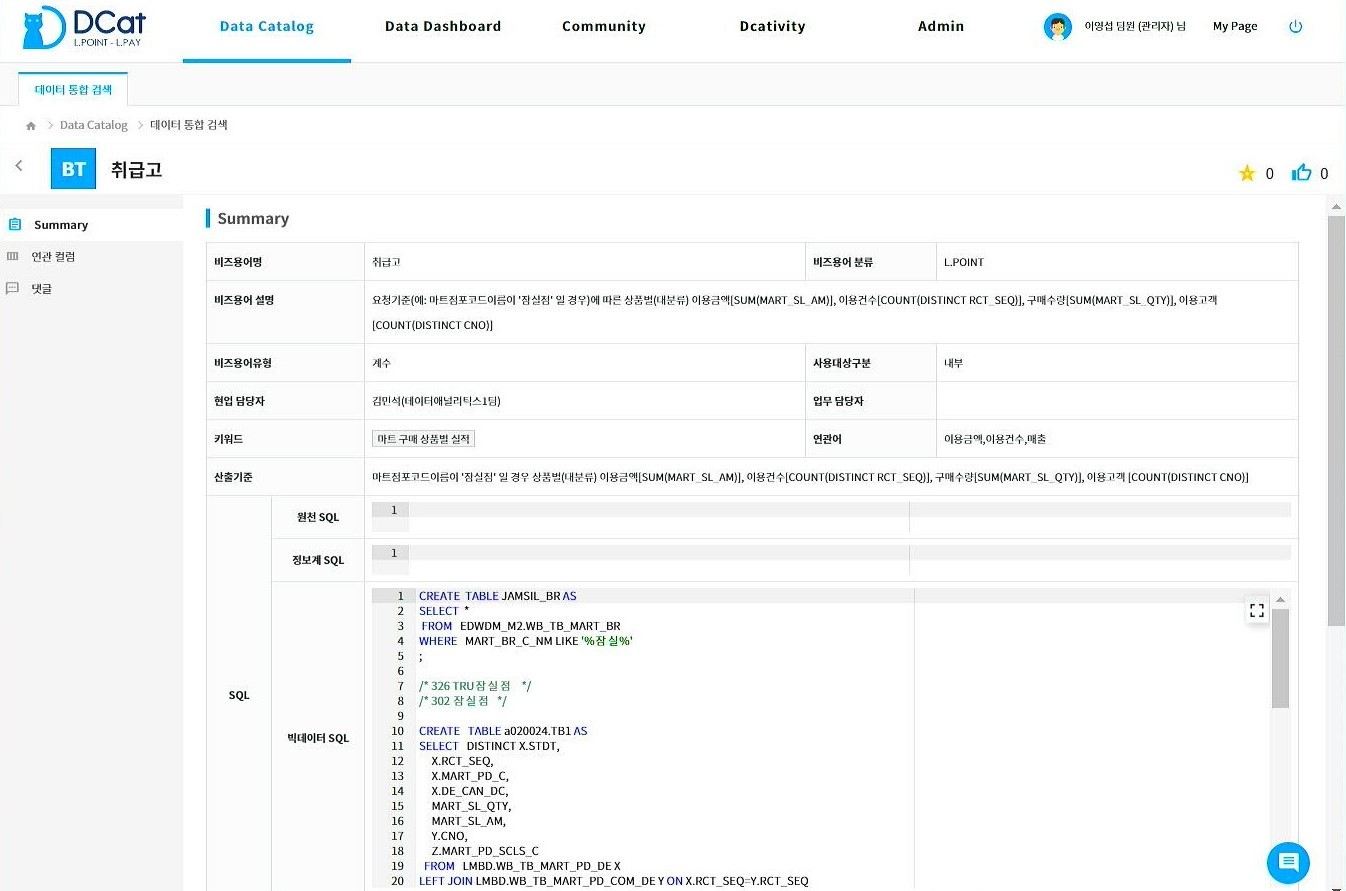 DCat
L.POINT - L.PAY
Data Catalog
Data Dashboard
Community
Dcativity
Admin
이영섭 팀원 (관리자) 님
My Page
데이터 통합 검색
Data Catalog
데이터 통합 검색
BT
취급고
0
0
Summary
연관 컬럼
댓글
Summary
비즈용어명
취급고
비즈용어 분류
L.POINT
비즈용어 설명
요청기준(예: 마트점포코드이름이 '잠실점' 일 경우)에 따른 상품별(대분류) 이용금액[SUM(MART_SL_AM)], 이용건수[COUNT(DISTINCT RCT_SEQ)], 구매수량[SUM(MART_SL_QTY)], 이용고객
[COUNT(DISTINCT CNO)]
비즈용어유형
계수
사용대상구분
내부
현업 담당자
김민석(데이터애널리틱스1팀)
업무 담당자
키워드
마트 구매 상품별 실적
연관어
이용금액,이용건수,매출
산출기준
마트점포코드이름이 '잠실점' 일 경우 상품별(대분류) 이용금액[SUM(MART_SL_AM)], 이용건수[COUNT(DISTINCT RCT_SEQ)], 구매수량[SUM(MART_SL_QTY)], 이용고객 [COUNT(DISTINCT CNO)]
SQL
원천 SQL
1
정보계 SQL
1
빅데이터 SQL
1 CREATE TABLE JAMSIL_BR AS
2 SELECT *
3 FROM EDWDM_M2.WB_TB_MART_BR
4 WHERE MART_BR_C_NM LIKE '%잠실%'
5 ;
6
7 /* 326 TRU잠실점 */
8 /* 302 잠실점 */
9
10 CREATE TABLE a020024.TB1 AS
11 SELECT DISTINCT X.STDT,
12 X.RCT_SEQ,
13 X.MART_PD_C,
14 X.DE_CAN_DC,
15 MART_SL_QTY,
16 MART_SL_AM,
17 Y.CNO,
18 Z.MART_PD_SCLS_C
19 FROM LMBD.WB_TB_MART_PD_DE X
20 LEFT JOIN LMBD.WB_TB_MART_PD_COM_DE Y ON X.RCT_SEQ=Y.RCT_SEQ